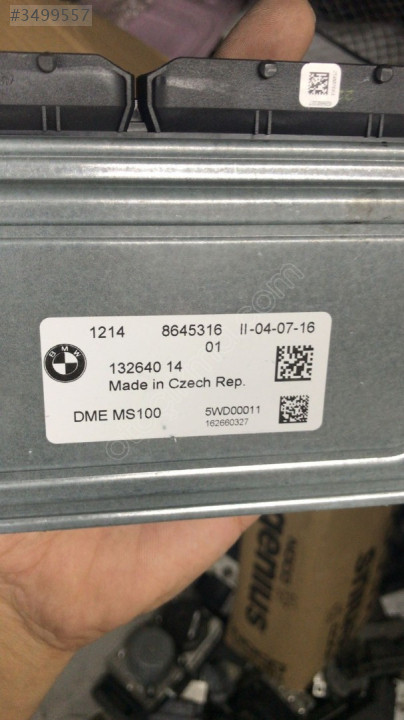 #3499557
1214 8645316 II-04-07-16
01
BMW
132640 14
Made in Czech Rep.
DME MS100 5WD00011
162660327
genius